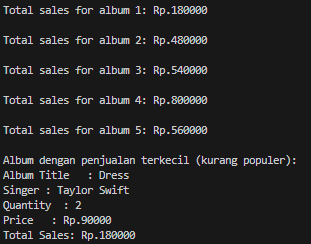 Total sales for album 1: Rp.180000
Total sales for album 2: Rp.480000
Total sales for album 3: Rp.540000
Total sales for album 4: Rp.800000
Total sales for album 5: Rp.560000
Album dengan penjualan terkecil (kurang populer):
Album Title   : Dress
Singer : Taylor Swift
Quantity  : 2
Price   : Rp.90000
Total Sales: Rp.180000